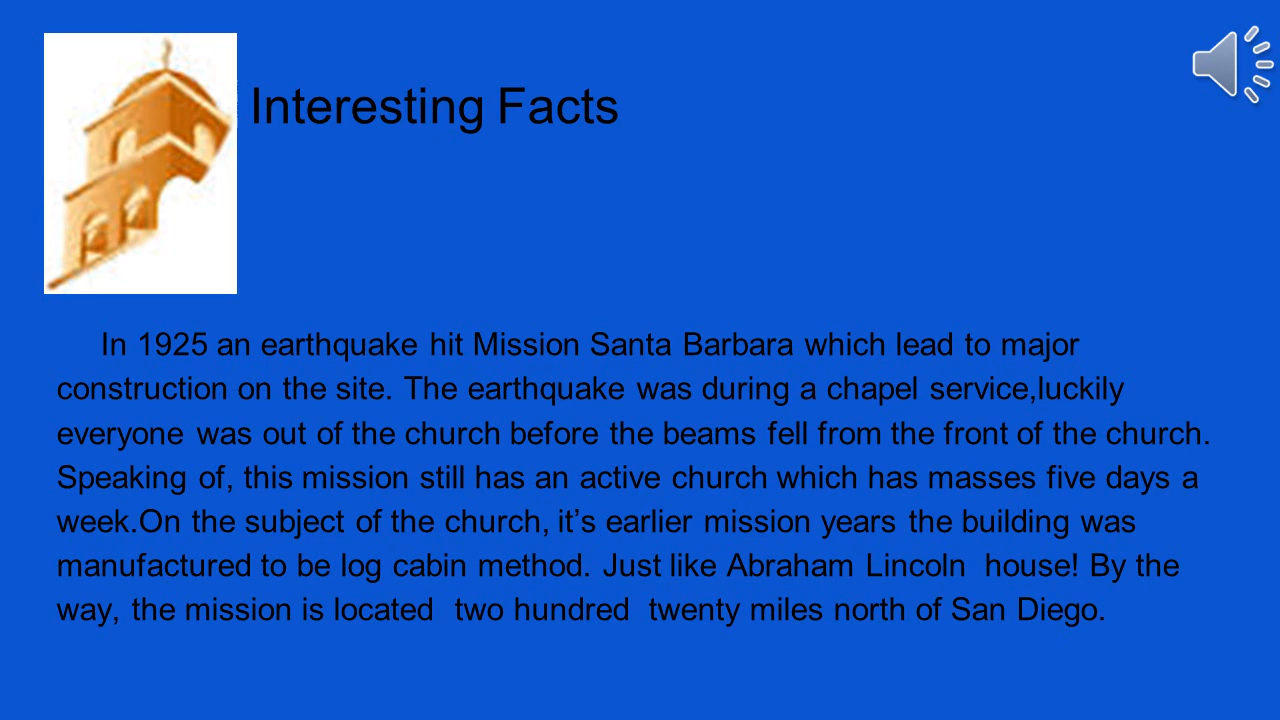 Interesting Facts
In 1925 an earthquake hit Mission Santa Barbara which lead to major
construction on the site. The earthquake was during a chapel service,luckily
everyone was out of the church before the beams fell from the front of the church.
Speaking of, this mission still has an active church which has masses five days a
week.On the subject of the church, it’s earlier mission years the building was
manufactured to be log cabin method. Just like Abraham Lincoln  house! By the
way, the mission is located  two hundred  twenty miles north of San Diego.